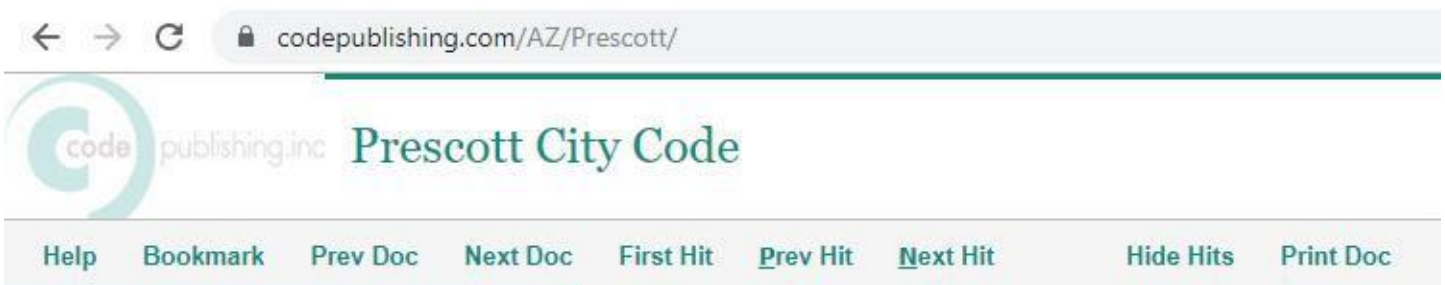 codepublishing.com/AZ/Prescott/
code publishing.inc Prescott City Code
Help Bookmark Prev Doc Next Doc First Hit Prev Hit Next Hit Hide Hits Print Doc